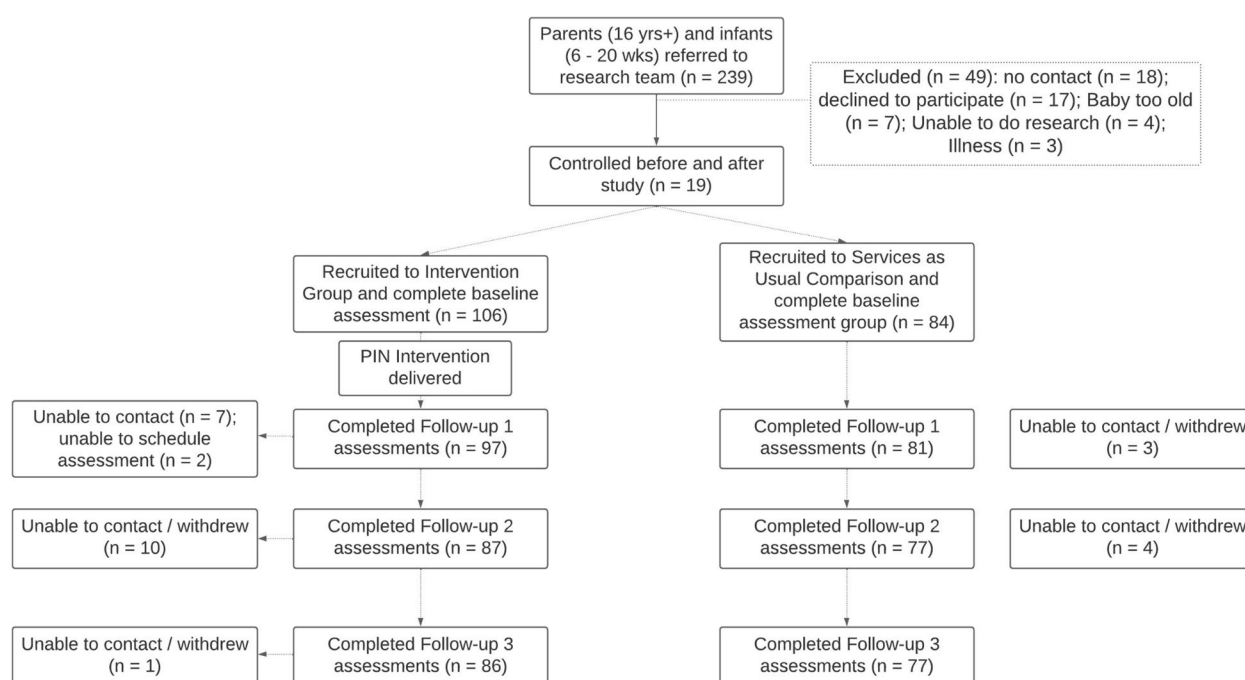 Parents (16 yrs+) and infants
(6 - 20 wks) referred to
research team (n = 239)
Excluded (n = 49): no contact (n = 18);
declined to participate (n = 17); Baby too old
(n = 7); Unable to do research (n = 4);
Illness (n = 3)
Controlled before and after
study (n = 19)
Recruited to Intervention
Group and complete baseline
assessment (n = 106)
Recruited to Services as
Usual Comparison and
complete baseline
assessment group (n = 84)
PIN Intervention
delivered
Unable to contact (n = 7);
unable to schedule
assessment (n = 2)
Completed Follow-up 1
assessments (n = 97)
Completed Follow-up 1
assessments (n = 81)
Unable to contact / withdrew
(n = 3)
Unable to contact / withdrew
(n = 10)
Completed Follow-up 2
assessments (n = 87)
Completed Follow-up 2
assessments (n = 77)
Unable to contact / withdrew
(n = 4)
Unable to contact / withdrew
(n = 1)
Completed Follow-up 3
assessments (n = 86)
Completed Follow-up 3
assessments (n = 77)